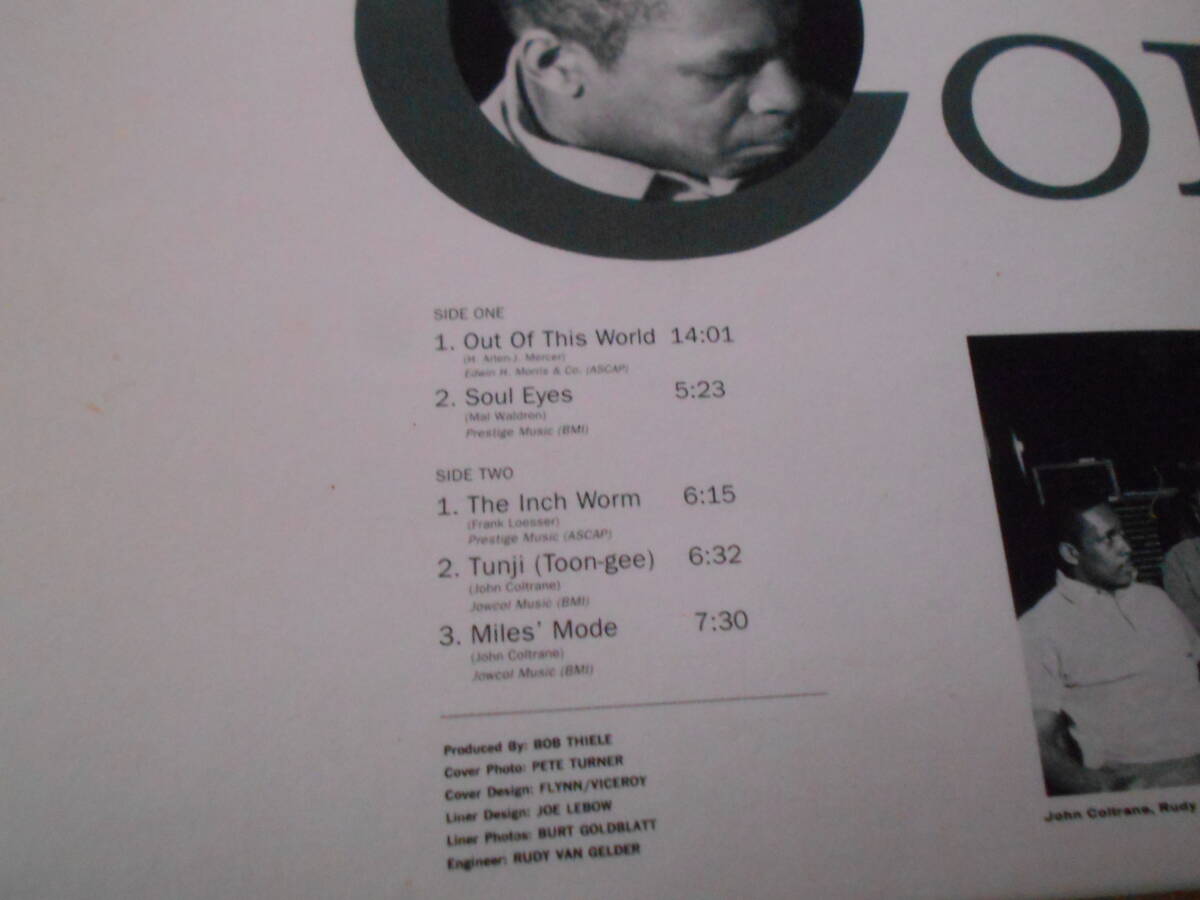 Co
SIDE ONE
1. Out Of This World 14:01
(H. Arlen-J. Mercer)
Edwin H. Morris & Co. (ASCAP)
2. Soul Eyes 5:23
(Mal Waldron)
Prestige Music (BMI)
SIDE TWO
1. The Inch Worm 6:15
(Frank Loesser)
Prestige Music (ASCAP)
2. Tunji (Toon-gee) 6:32
(John Coltrane)
Jowcol Music (BMI)
3. Miles' Mode 7:30
(John Coltrane)
Jowcol Music (BMI)
Produced By: BOB THIELE
Cover Photo: PETE TURNER
Cover Design: FLYNN/VICEROY
Liner Design: JOE LEBOW
Liner Photos: BURT GOLDBLATT
Engineer: RUDY VAN GELDER
John Coltrane, Rudy